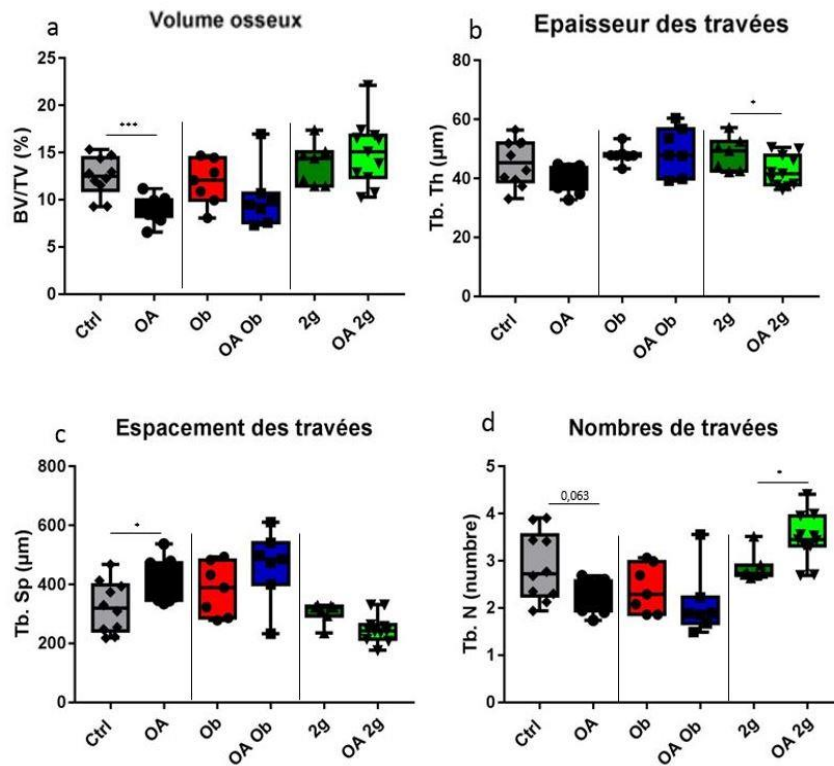 a
Volume osseux
BV/TV (%)
25
20
15
10
5
0
***
Ctrl
OA
Ob
OA Ob
2g
OA 2g
b
Epaisseur des travées
Tb. Th (µm)
80
60
40
20
0
*
Ctrl
OA
Ob
OA Ob
2g
OA 2g
c
Espacement des travées
Tb. Sp (µm)
800
600
400
200
0
*
Ctrl
OA
Ob
OA Ob
2g
OA 2g
d
Nombres de travées
Tb. N (numbre)
5
4
3
2
1
0
0,063
*
Ctrl
OA
Ob
OA Ob
2g
OA 2g